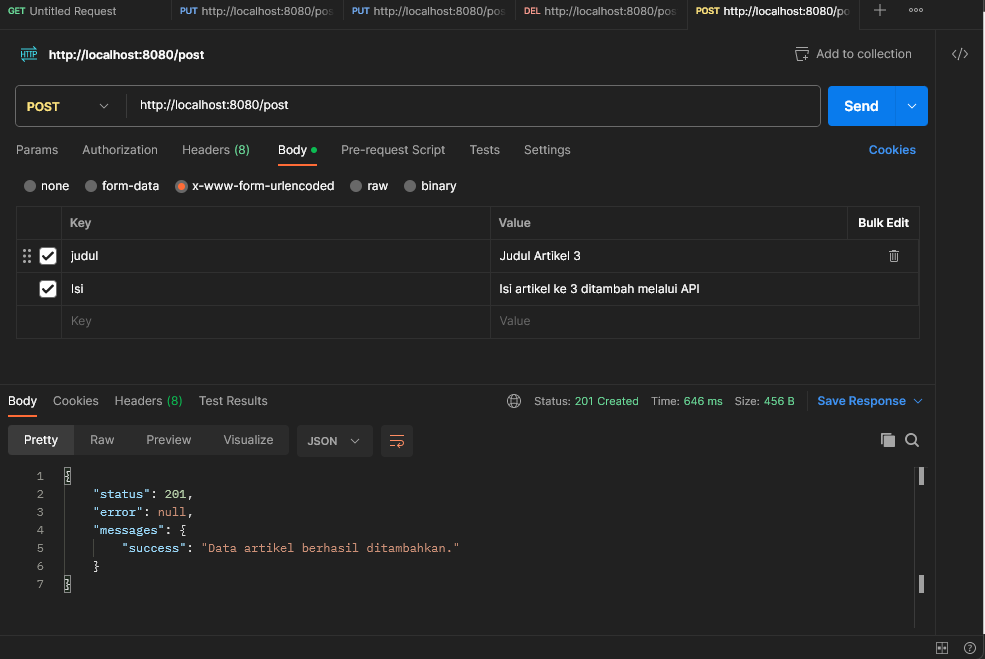 GET Untitled Request PUT http://localhost:8080/pos PUT http://localhost:8080/pos DEL http://localhost:8080/pos POST http://localhost:8080/po
HTTP http://localhost:8080/post Add to collection </>
POST http://localhost:8080/post Send
Params Authorization Headers (8) Body Pre-request Script Tests Settings Cookies
none form-data x-www-form-urlencoded raw binary
Key Value Bulk Edit
judul Judul Artikel 3
Isi Isi artikel ke 3 ditambah melalui API
Key Value
Body Cookies Headers (8) Test Results Status: 201 Created Time: 646 ms Size: 456 B Save Response
Pretty Raw Preview Visualize JSON
1 {
2 "status": 201,
3 "error": null,
4 "messages": {
5 "success": "Data artikel berhasil ditambahkan."
6 }
7 }